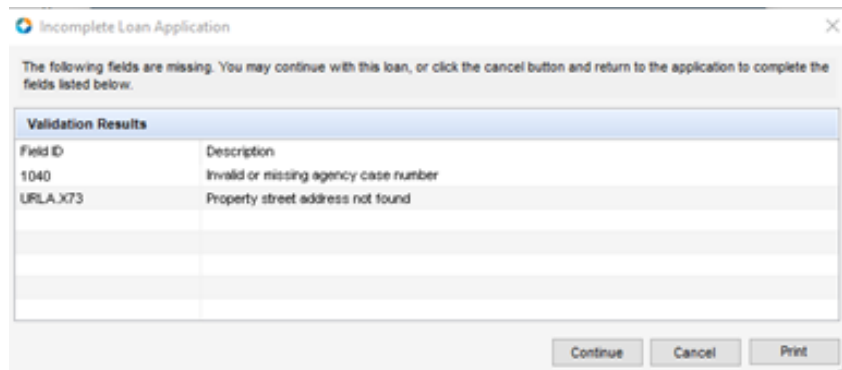 Incomplete Loan Application
The following fields are missing. You may continue with this loan, or click the cancel button and return to the application to complete the
fields listed below.
Validation Results
Field ID Description
1040 Invalid or missing agency case number
URLA.X73 Property street address not found
Continue Cancel Print